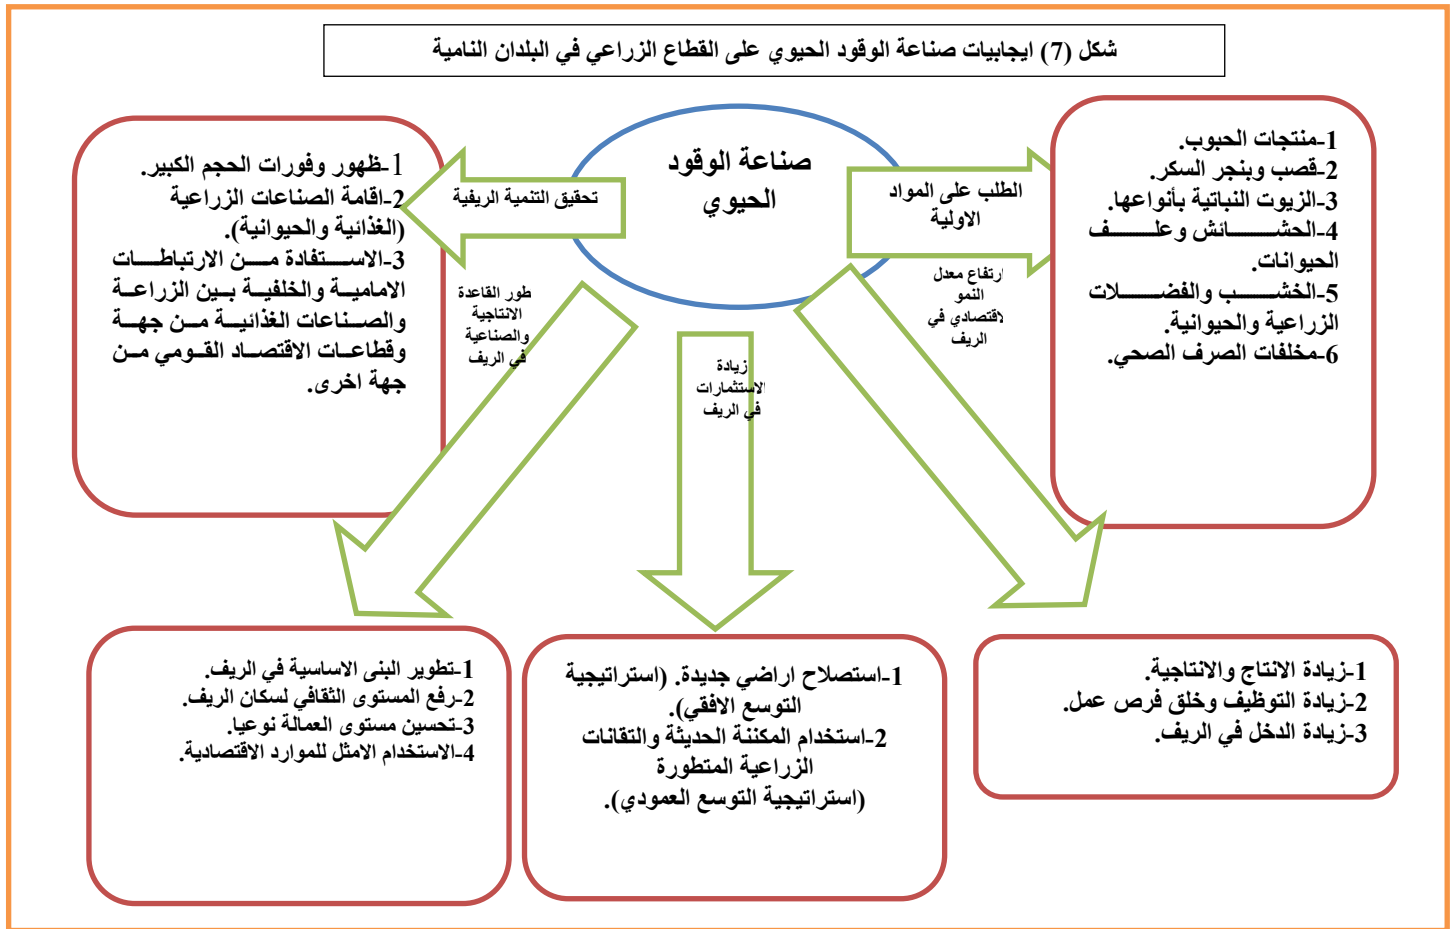 شكل (7) ايجابيات صناعة الوقود الحيوي على القطاع الزراعي في البلدان النامية
صناعة الوقود
الحيوي
الطلب على المواد
الاولية
1-منتجات الحبوب.
2-قصب وبنجر السكر.
3-الزيوت النباتية بأنواعها.
4-الحشائش وعلف
الحيوانات.
5-الخشب والفضلات
الزراعية والحيوانية.
6-مخلفات الصرف الصحي.
تحقيق التنمية الريفية
1-ظهور وفورات الحجم الكبير.
2-اقامة الصناعات الزراعية
(الغذائية والحيوانية).
3-الاستفادة من الارتباطات
الامامية والخلفية بين الزراعة
والصناعات الغذائية من جهة
وقطاعات الاقتصاد القومي من
جهة اخرى.
ارتفاع معدل
النمو
لاقتصادي في
الريف
1-زيادة الانتاج والانتاجية.
2-زيادة التوظيف وخلق فرص عمل.
3-زيادة الدخل في الريف.
زيادة
لاستثمارات
في الريف
1-استصلاح اراضي جديدة. (استراتيجية
التوسع الافقي).
2-استخدام المكننة الحديثة والتقانات
الزراعية المتطورة
(استراتيجية التوسع العمودي).
طور القاعدة
الانتاجية
والصناعية
في الريف
1-تطوير البنى الاساسية في الريف.
2-رفع المستوى الثقافي لسكان الريف.
3-تحسين مستوى العمالة نوعيا.
4-الاستخدام الامثل للموارد الاقتصادية.